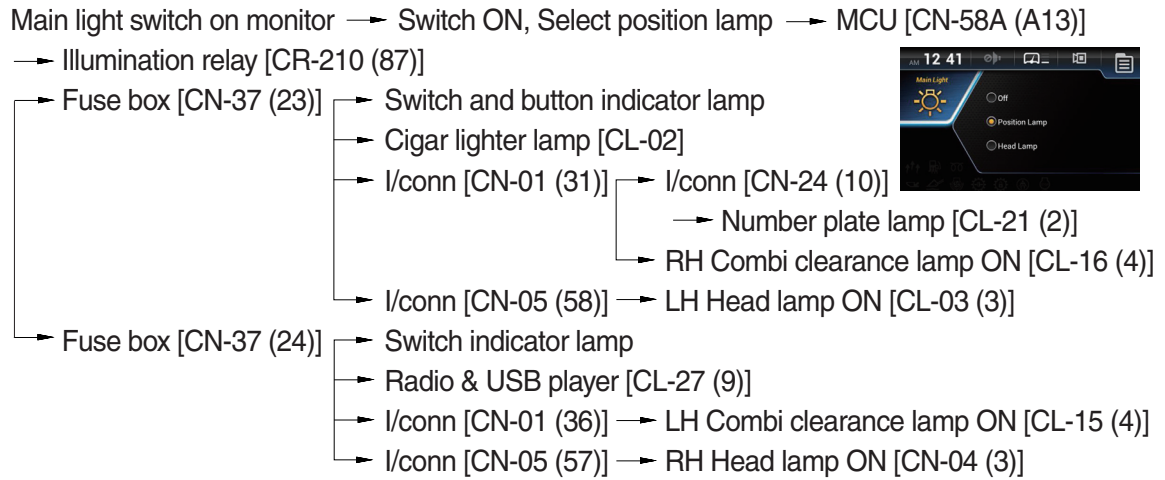 Main light switch on monitor → Switch ON, Select position lamp → MCU [CN-58A (A13)]
→ Illumination relay [CR-210 (87)]
AM 12 41
Main Light
Off
Position Lamp
Head Lamp
→ Fuse box [CN-37 (23)] → Switch and button indicator lamp
→ Cigar lighter lamp [CL-02]
→ I/conn [CN-01 (31)] → I/conn [CN-24 (10)]
→ Number plate lamp [CL-21 (2)]
→ RH Combi clearance lamp ON [CL-16 (4)]
→ I/conn [CN-05 (58)] → LH Head lamp ON [CL-03 (3)]
→ Fuse box [CN-37 (24)] → Switch indicator lamp
→ Radio & USB player [CL-27 (9)]
→ I/conn [CN-01 (36)] → LH Combi clearance lamp ON [CL-15 (4)]
→ I/conn [CN-05 (57)] → RH Head lamp ON [CN-04 (3)]